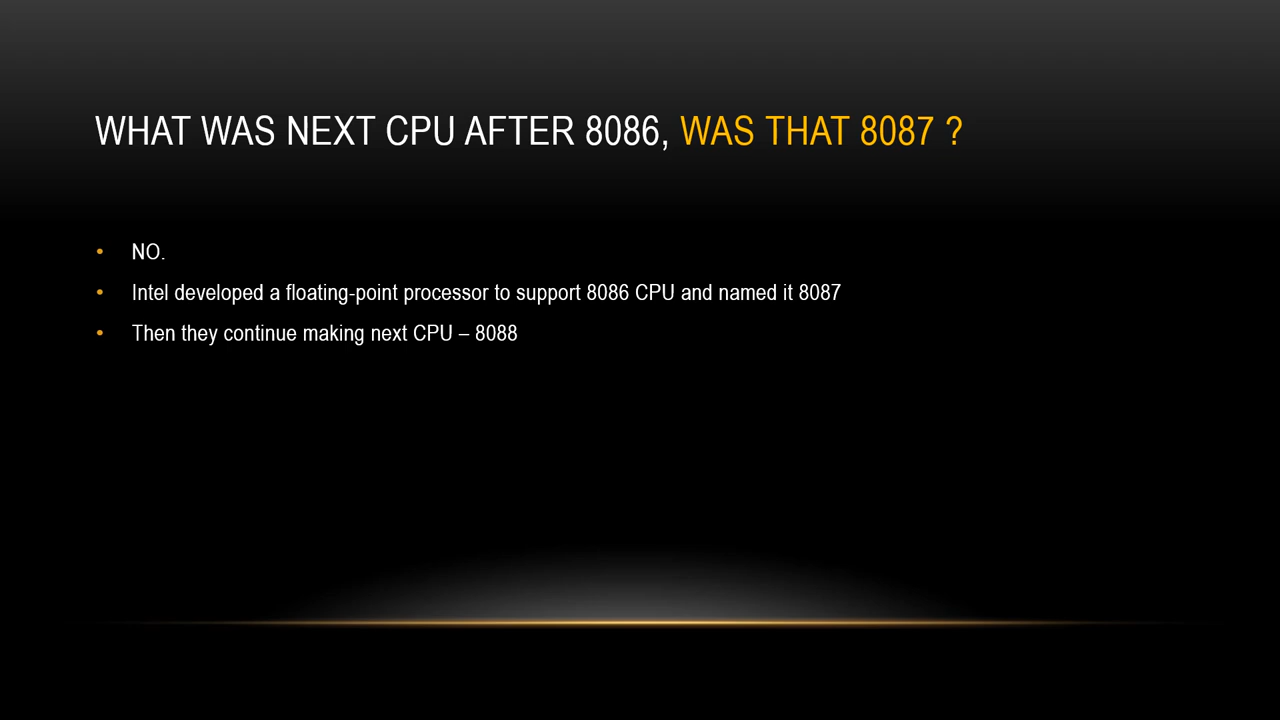 WHAT WAS NEXT CPU AFTER 8086, WAS THAT 8087 ?
• NO.
• Intel developed a floating-point processor to support 8086 CPU and named it 8087
• Then they continue making next CPU – 8088